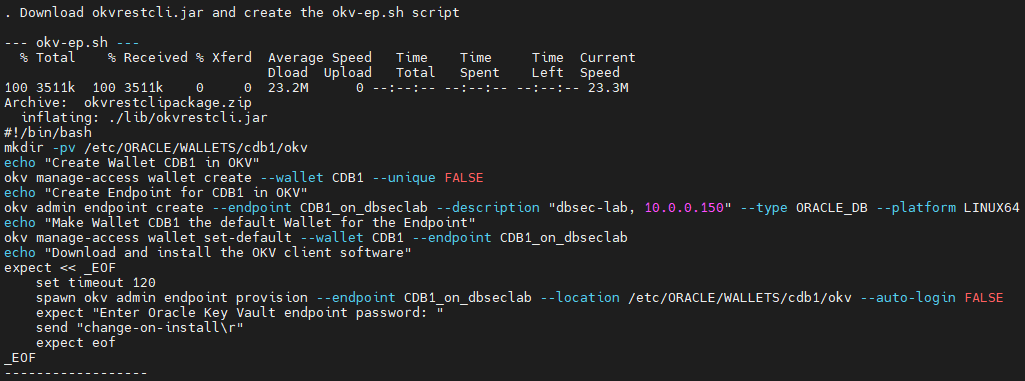 . Download okvrestcli.jar and create the okv-ep.sh script
--- okv-ep.sh ---
  % Total    % Received % Xferd  Average Speed   Time    Time     Time  Current
                                 Dload  Upload   Total   Spent    Left  Speed
100 3511k  100 3511k    0     0  23.2M      0 --:--:-- --:--:-- --:--:-- 23.3M
Archive:  okvrestclipackage.zip
  inflating: ./lib/okvrestcli.jar
#!/bin/bash
mkdir -pv /etc/ORACLE/WALLETS/cdb1/okv
echo "Create Wallet CDB1 in OKV"
okv manage-access wallet create --wallet CDB1 --unique FALSE
echo "Create Endpoint for CDB1 in OKV"
okv admin endpoint create --endpoint CDB1_on_dbseclab --description "dbsec-lab, 10.0.0.150" --type ORACLE_DB --platform LINUX64
echo "Make Wallet CDB1 the default Wallet for the Endpoint"
okv manage-access wallet set-default --wallet CDB1 --endpoint CDB1_on_dbseclab
echo "Download and install the OKV client software"
expect << _EOF
    set timeout 120
    spawn okv admin endpoint provision --endpoint CDB1_on_dbseclab --location /etc/ORACLE/WALLETS/cdb1/okv --auto-login FALSE
    expect "Enter Oracle Key Vault endpoint password: "
    send "change-on-install\r"
    expect eof
_EOF
------------------